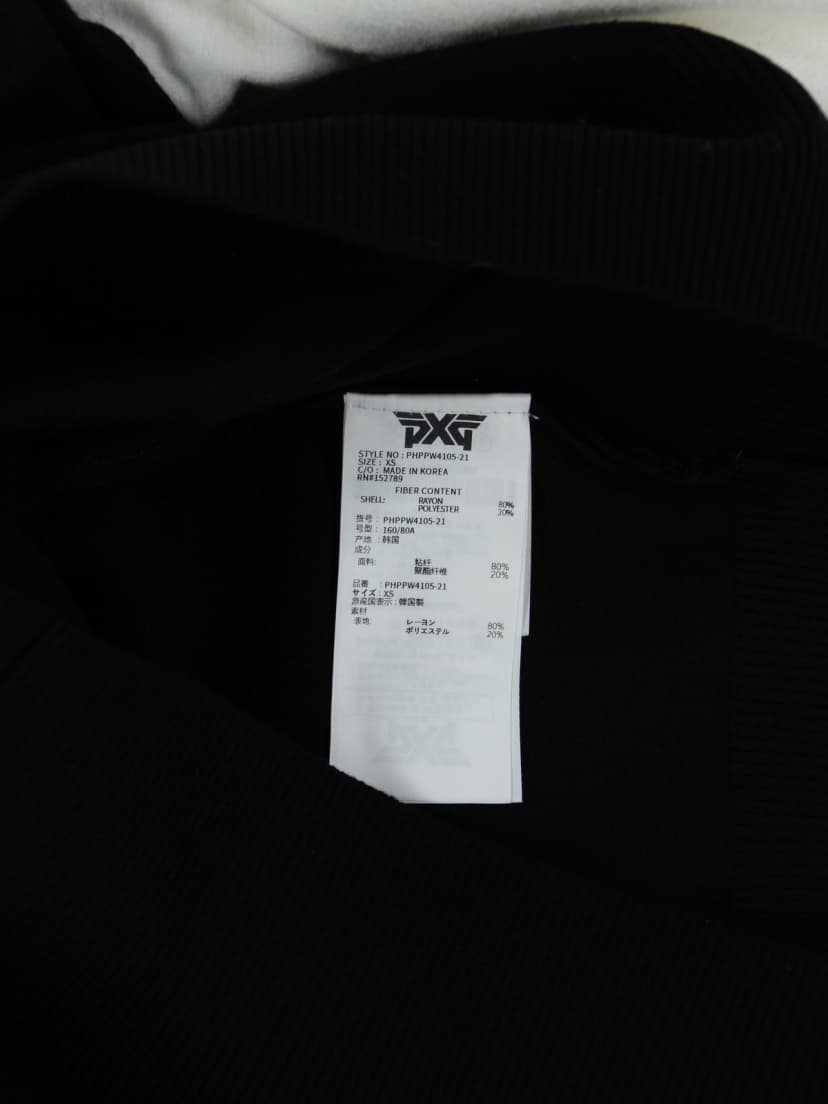 PXG
STYLE NO : PHPPW4105-21
SIZE : XS
C/O : MADE IN KOREA
RN#152789
FIBER CONTENT
SHELL: RAYON 80%
POLYESTER 20%
货号 : PHPPW4105-21
号型 : 160/80A
产地 : 韩国
成分
面料: 粘纤 80%
聚酯纤维 20%
品番 : PHPPW4105-21
サイズ : XS
原産国表示 : 韓国製
素材
表地: レーヨン 80%
ポリエステル 20%